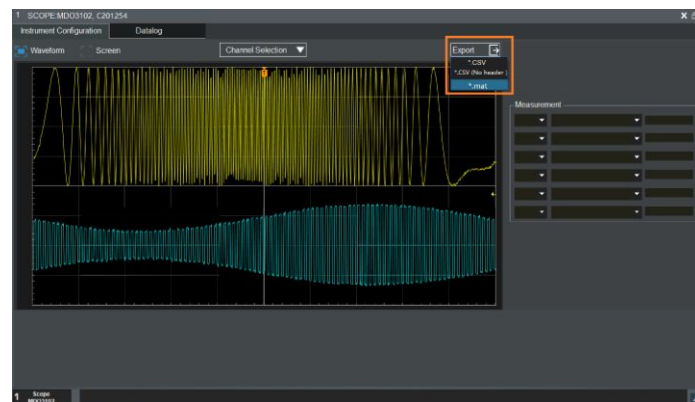 1 SCOPE:MDO3102, C201254
X
Instrument Configuration Datalog
Waveform Screen Channel Selection Export
*.CSV
*.CSV (No header)
*.mat
Measurement
1 Scope
MDO3102